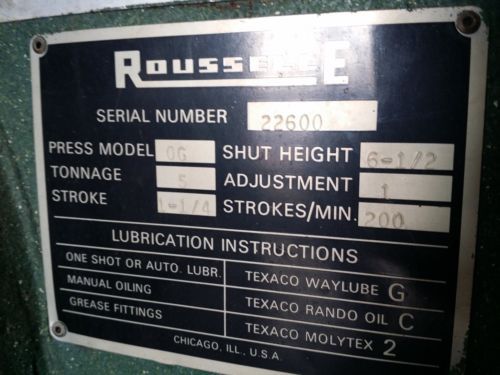 ROUSSELLE
SERIAL NUMBER 22600
PRESS MODEL 0G SHUT HEIGHT 6-1/2
TONNAGE 5 ADJUSTMENT 1
STROKE 1-1/4 STROKES/MIN. 200
LUBRICATION INSTRUCTIONS
ONE SHOT OR AUTO. LUBR. TEXACO WAYLUBE G
MANUAL OILING TEXACO RANDO OIL C
GREASE FITTINGS TEXACO MOLYTEX 2
CHICAGO, ILL., U.S.A.